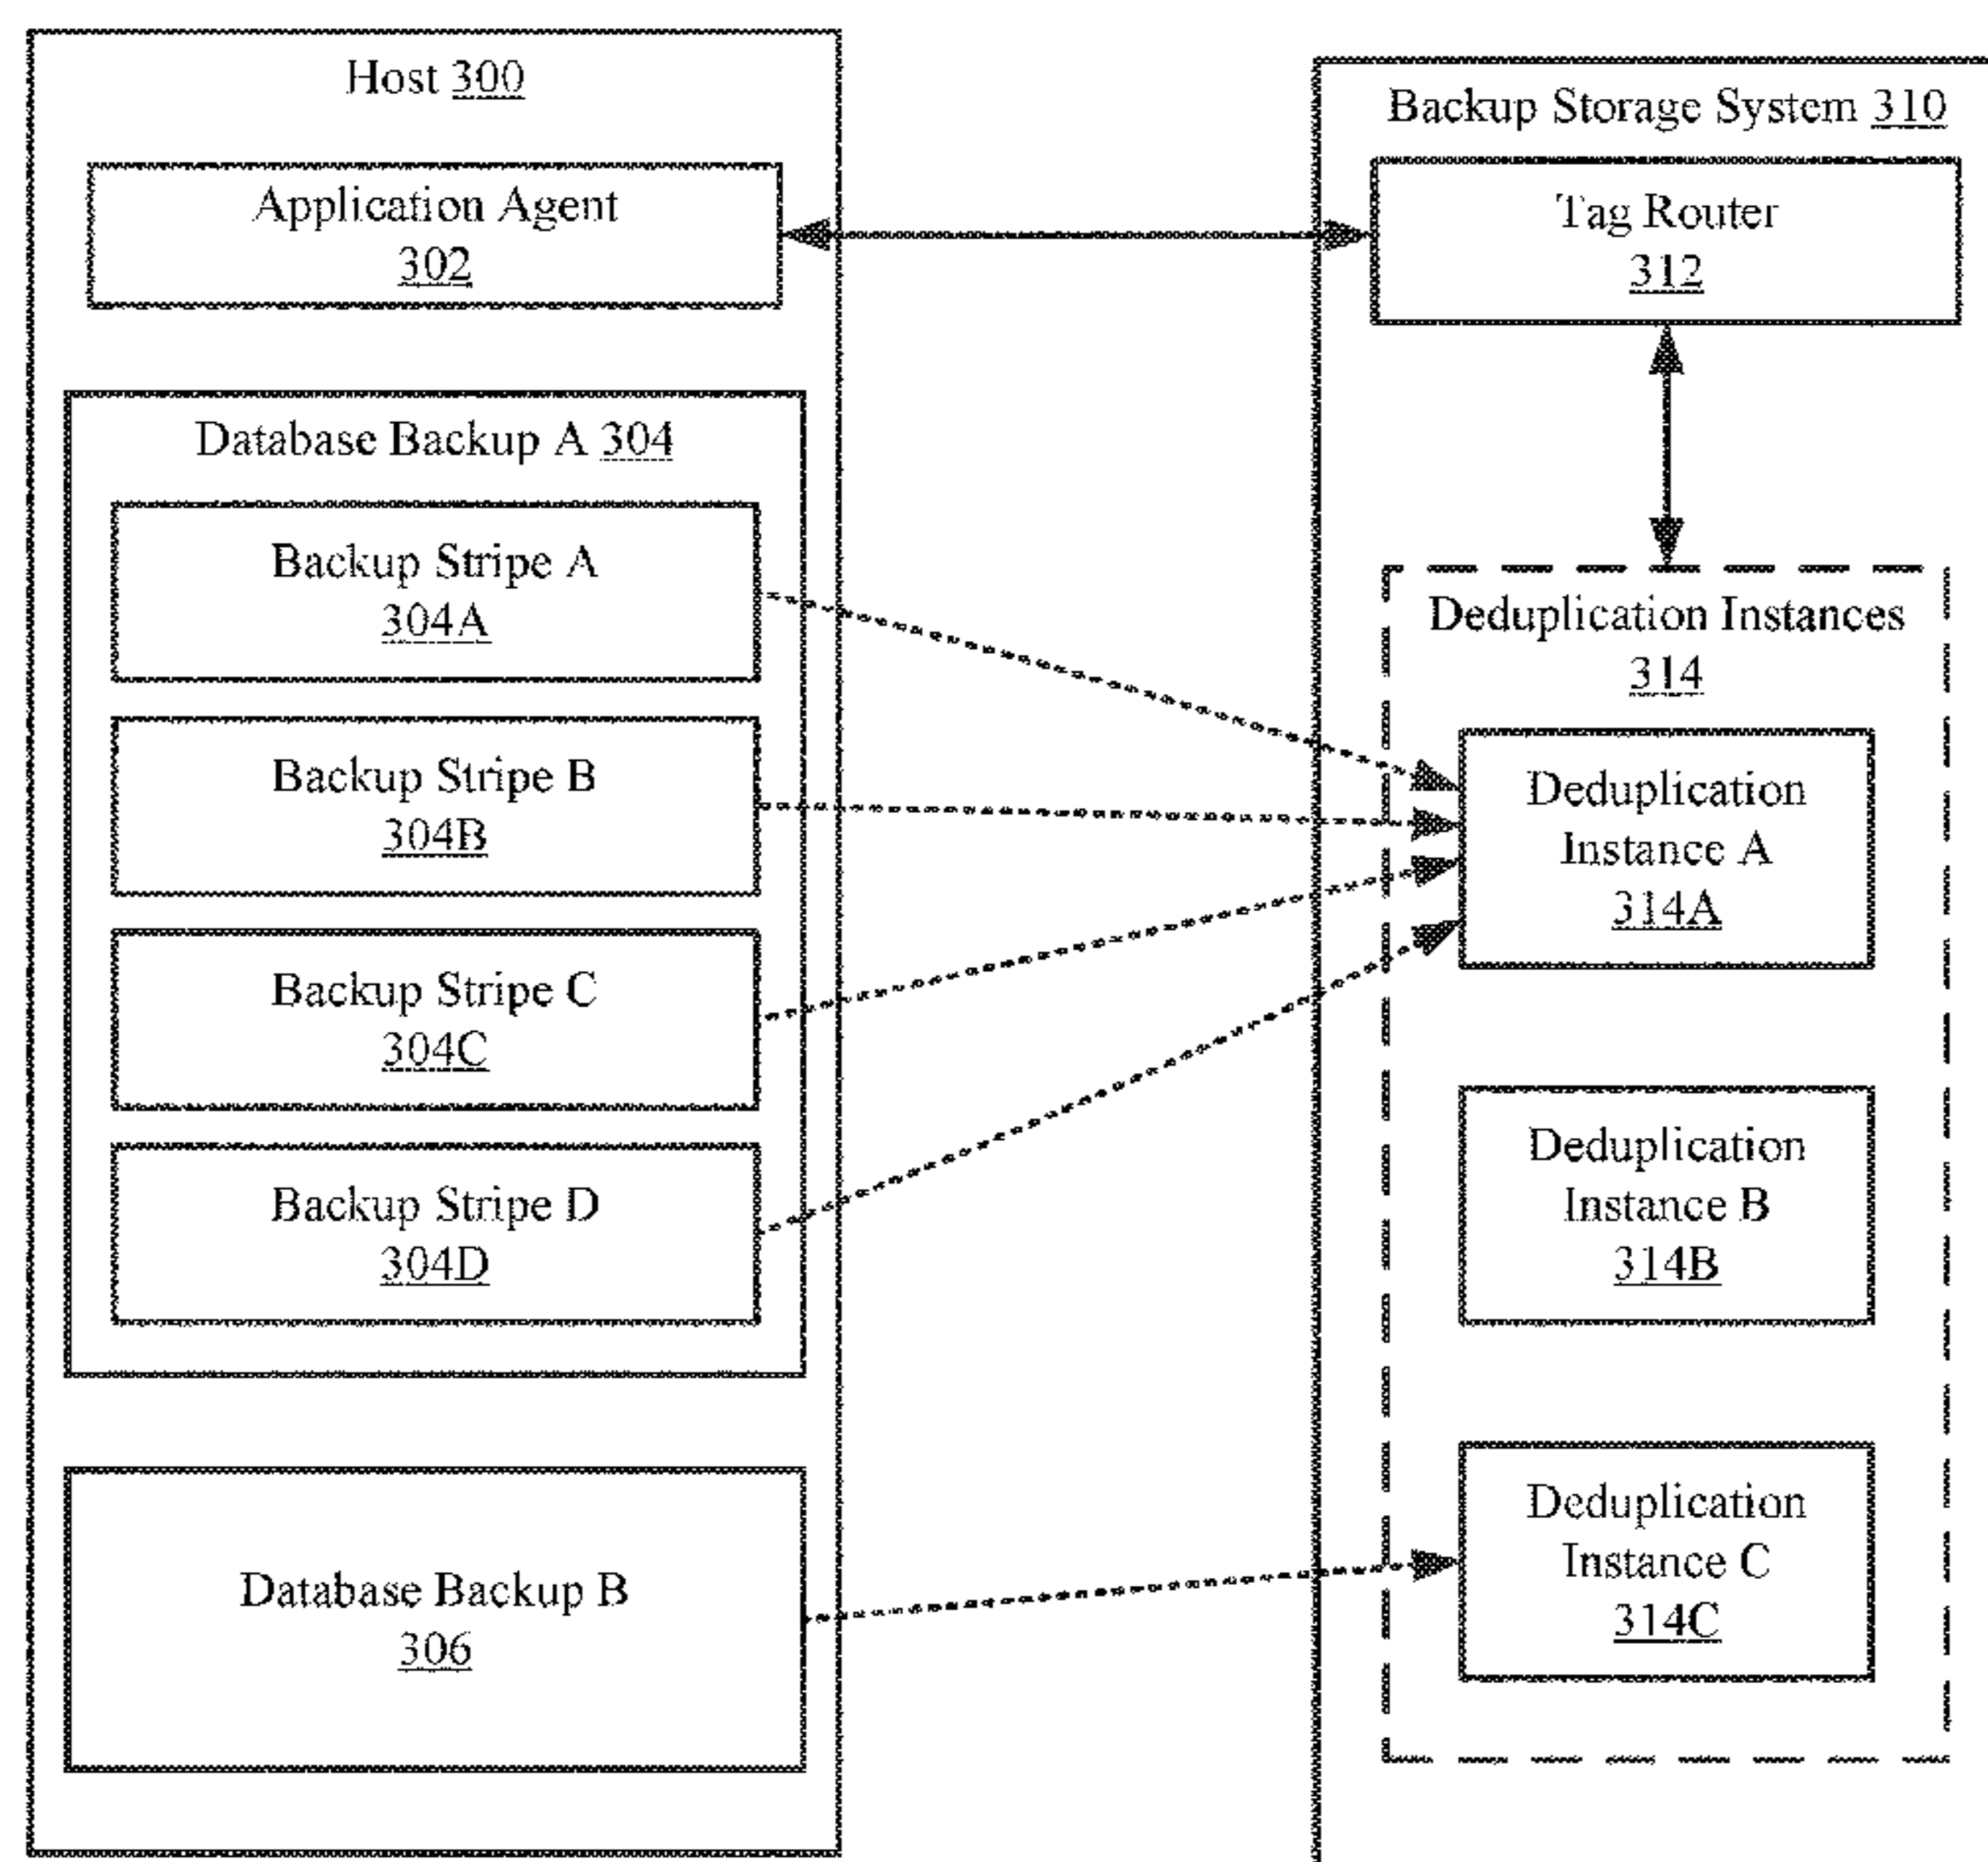 Host 300
Application Agent
302
Database Backup A 304
Backup Stripe A
304A
Backup Stripe B
304B
Backup Stripe C
304C
Backup Stripe D
304D
Database Backup B
306
Backup Storage System 310
Tag Router
312
Deduplication Instances
314
Deduplication
Instance A
314A
Deduplication
Instance B
314B
Deduplication
Instance C
314C